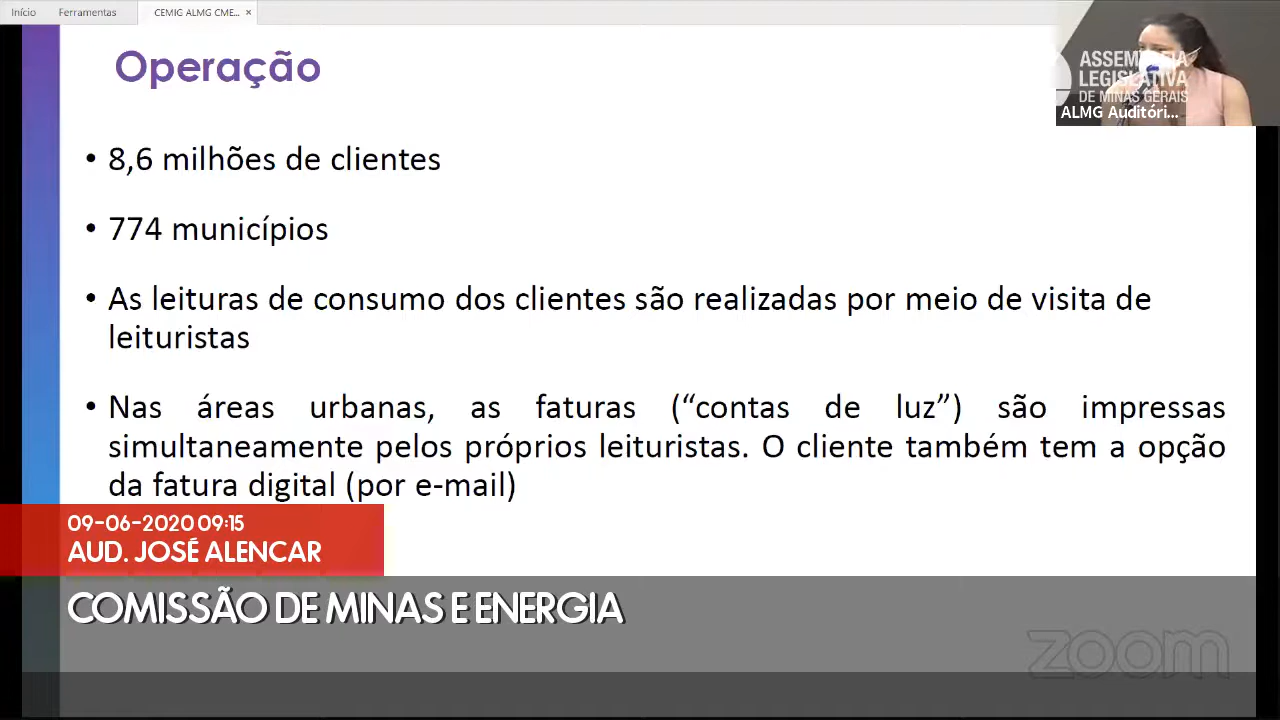 Início Ferramentas CEMIG ALMG CME... ×
Operação
ASSEMBLEIA
LEGISLATIVA
DE MINAS GERAIS
ALMG Auditóri...
• 8,6 milhões de clientes
• 774 municípios
• As leituras de consumo dos clientes são realizadas por meio de visita de
leituristas
• Nas áreas urbanas, as faturas (“contas de luz”) são impressas
simultaneamente pelos próprios leituristas. O cliente também tem a opção
da fatura digital (por e-mail)
09-06-2020 09:15
AUD. JOSÉ ALENCAR
COMISSÃO DE MINAS E ENERGIA
zoom